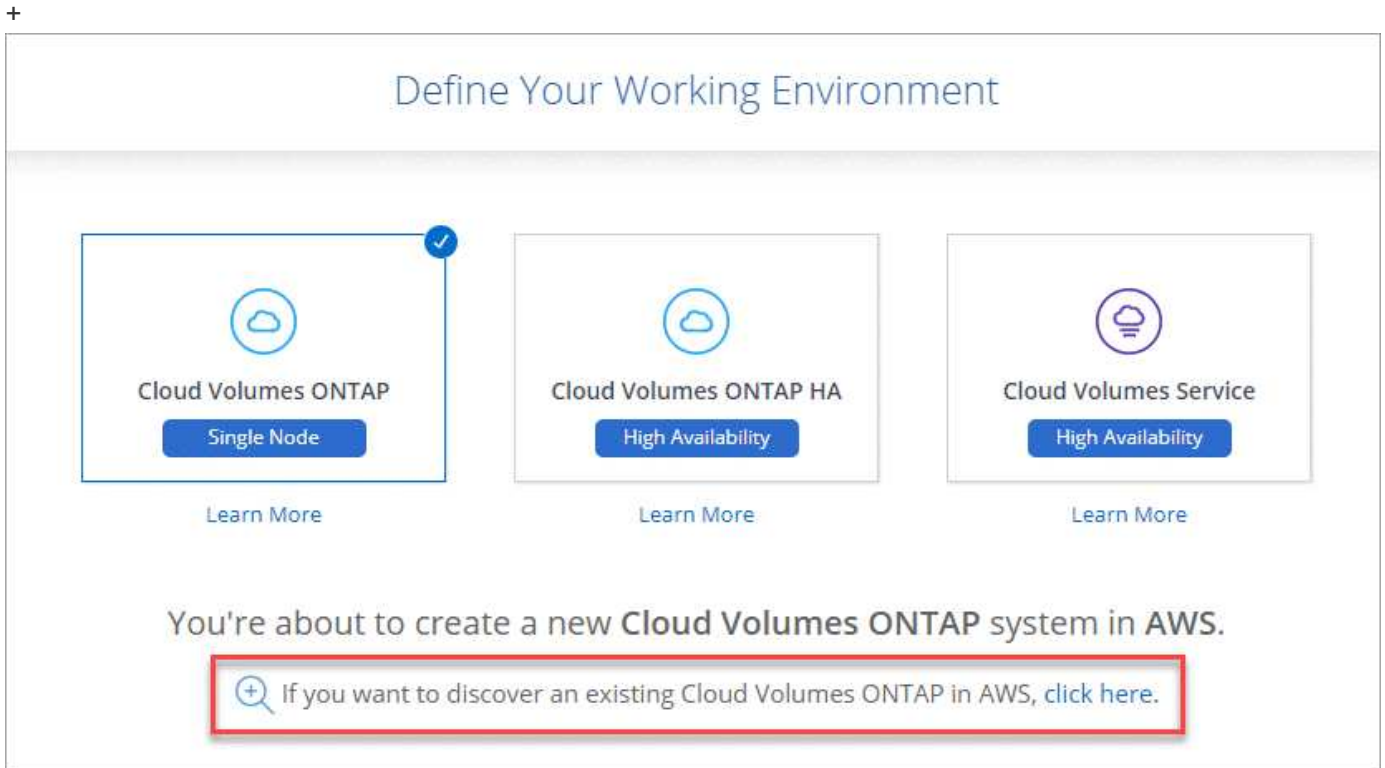 +
Define Your Working Environment
Cloud Volumes ONTAP
Single Node
Learn More
Cloud Volumes ONTAP HA
High Availability
Learn More
Cloud Volumes Service
High Availability
Learn More
You're about to create a new Cloud Volumes ONTAP system in AWS.
If you want to discover an existing Cloud Volumes ONTAP in AWS, click here.